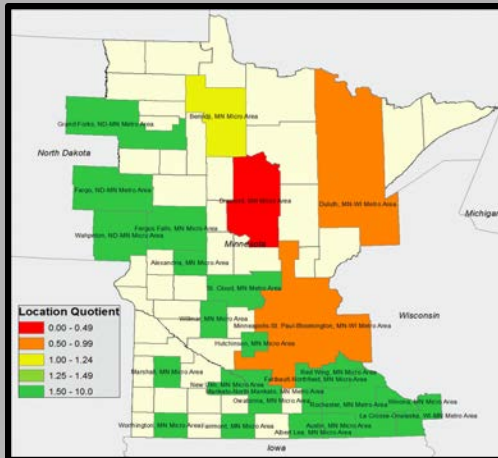 Bemidji, MN Micro Area
Grand Forks, ND-MN Metro Area
North Dakota
Fargo, ND-MN Metro Area
Duluth, MN-WI Metro Area
Michigan
Fergus Falls, MN Micro Area
Wahpeton, ND-MN Micro Area
Minnesota
Alexandria, MN Micro Area
St. Cloud, MN Metro Area
Location Quotient
0.00 - 0.49
0.50 - 0.99
1.00 - 1.24
1.25 - 1.49
1.50 - 10.0
Wisconsin
Willmar, MN Micro Area
Minneapolis-St. Paul-Bloomington, MN-WI Metro Area
Hutchinson, MN Micro Area
Marshall, MN Micro Area
Red Wing, MN Micro Area
Faribault-Northfield, MN Micro Area
New Ulm, MN Micro Area
Mankato-North Mankato, MN Metro Area
Winona, MN Micro Area
Owatonna, MN Micro Area
Rochester, MN Metro Area
La Crosse-Onalaska, WI-MN Metro Area
Worthington, MN Micro Area
Fairmont, MN Micro Area
Austin, MN Micro Area
Albert Lea, MN Micro Area
Iowa